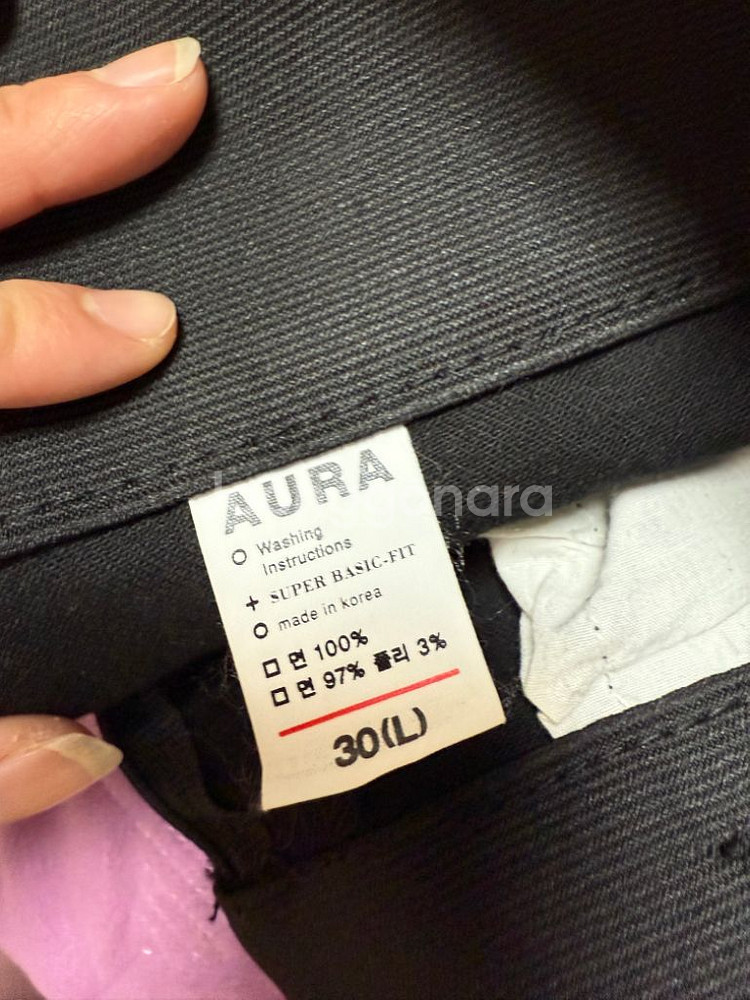 AURA
Washing
Instructions
SUPER BASIC-FIT
made in korea
면 100%
면 97% 폴리 3%
30(L)